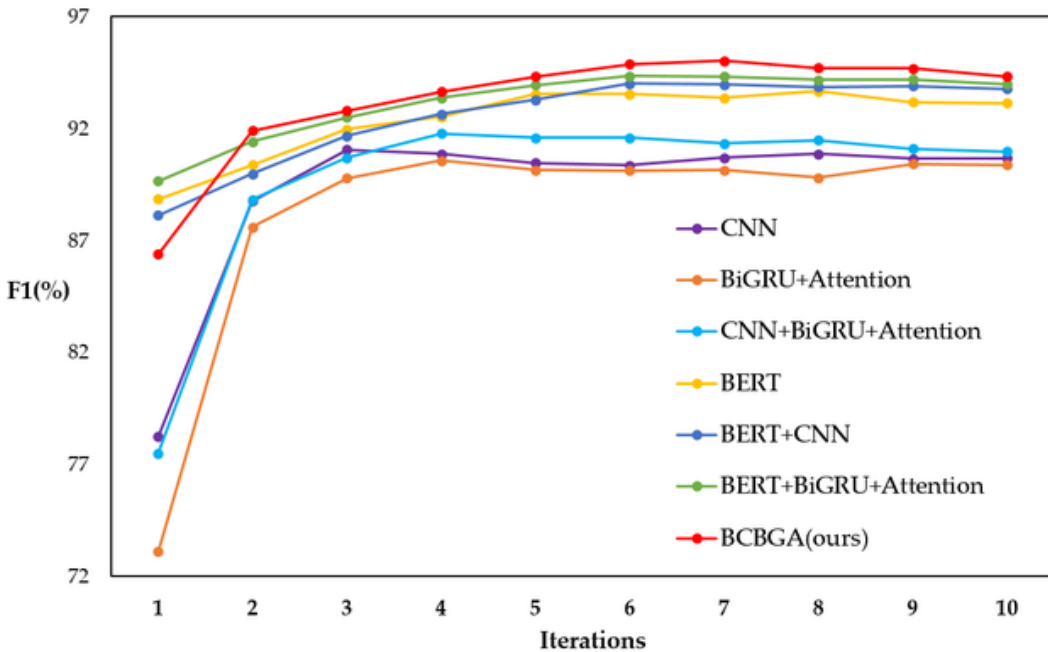 97
92
87
F1(%)
82
77
72
1 2 3 4 5 6 7 8 9 10
Iterations
CNN
BiGRU+Attention
CNN+BiGRU+Attention
BERT
BERT+CNN
BERT+BiGRU+Attention
BCBGA(ours)